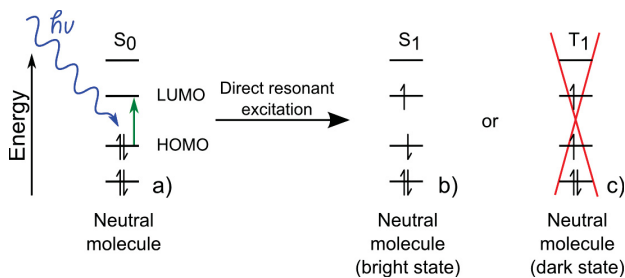 ħν
S0
S1
T1
Energy
LUMO
HOMO
Direct resonant
excitation
or
a)
b)
c)
Neutral
molecule
Neutral
molecule
(bright state)
Neutral
molecule
(dark state)